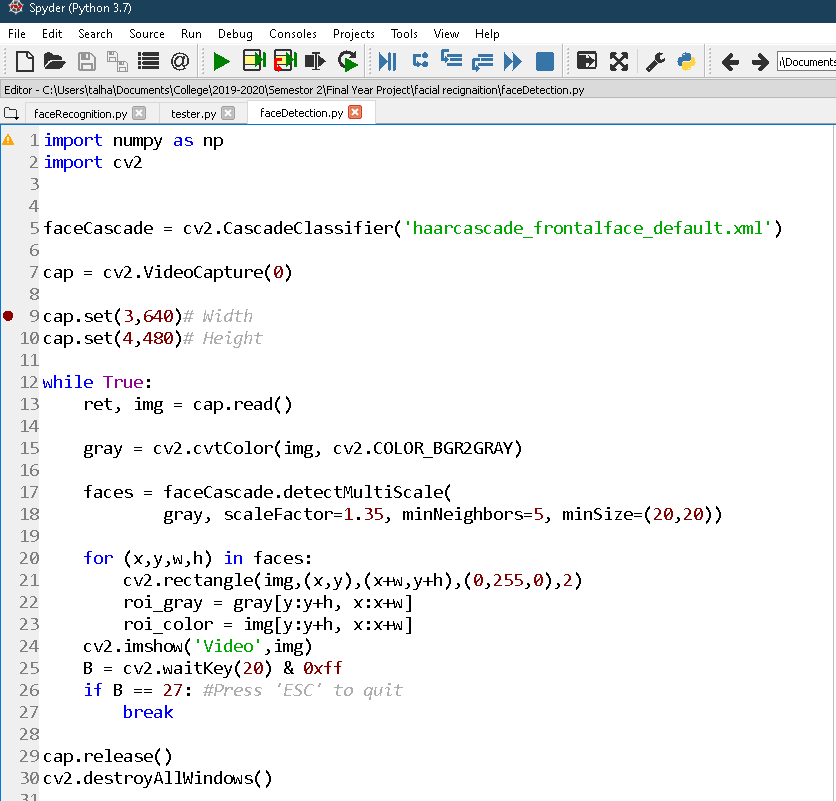 Spyder (Python 3.7)
File Edit Search Source Run Debug Consoles Projects Tools View Help
Editor - C:\Users\talha\Documents\College\2019-2020\Semestor 2\Final Year Project\facial recignaition\faceDetection.py
faceRecognition.py tester.py faceDetection.py
1 import numpy as np
2 import cv2
3
4
5 faceCascade = cv2.CascadeClassifier('haarcascade_frontalface_default.xml')
6
7 cap = cv2.VideoCapture(0)
8
9 cap.set(3,640)# Width
10 cap.set(4,480)# Height
11
12 while True:
13     ret, img = cap.read()
14
15     gray = cv2.cvtColor(img, cv2.COLOR_BGR2GRAY)
16
17     faces = faceCascade.detectMultiScale(
18             gray, scaleFactor=1.35, minNeighbors=5, minSize=(20,20))
19
20     for (x,y,w,h) in faces:
21         cv2.rectangle(img,(x,y),(x+w,y+h),(0,255,0),2)
22         roi_gray = gray[y:y+h, x:x+w]
23         roi_color = img[y:y+h, x:x+w]
24     cv2.imshow('Video',img)
25     B = cv2.waitKey(20) & 0xff
26     if B == 27: #Press 'ESC' to quit
27         break
28
29 cap.release()
30 cv2.destroyAllWindows()
31